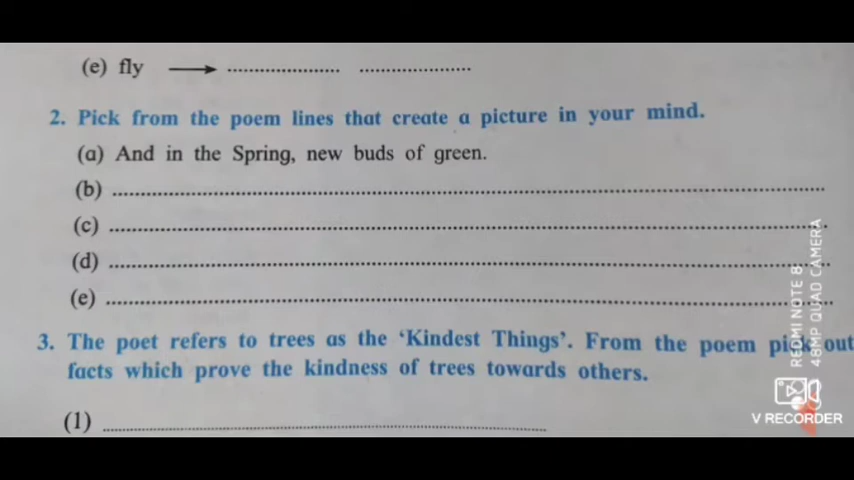 (e) fly → .................... ....................
2. Pick from the poem lines that create a picture in your mind.
(a) And in the Spring, new buds of green.
(b) ....................
(c) ....................
(d) ....................
(e) ....................
3. The poet refers to trees as the ‘Kindest Things’. From the poem pick out
facts which prove the kindness of trees towards others.
(1) ....................
REDMI NOTE 8
48MP QUAD CAMERA
V RECORDER